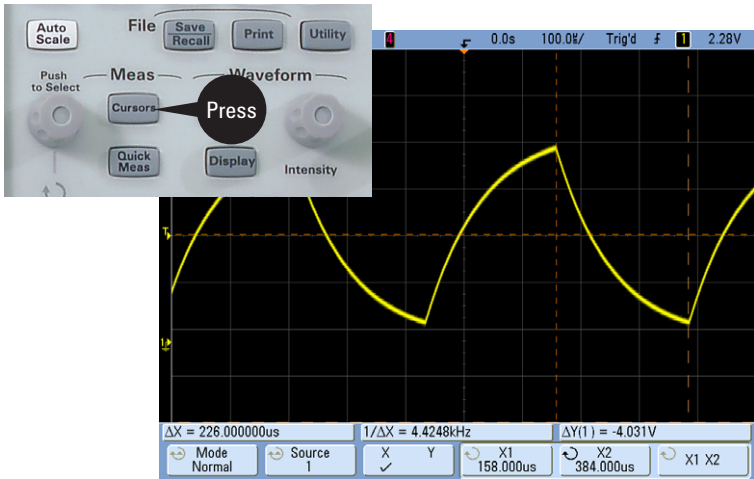 Auto
Scale
File
Save
Recall
Print
Utility
Push
to Select
Meas
Waveform
Cursors
Press
Quick
Meas
Display
Intensity
4
0.0s
100.0㎲/
Trig'd
1
2.28V
T
1
ΔX = 226.000000us
1/ΔX = 4.4248kHz
ΔY(1) = -4.031V
Mode
Normal
Source
1
X Y
✓
X1
158.000us
X2
384.000us
X1 X2